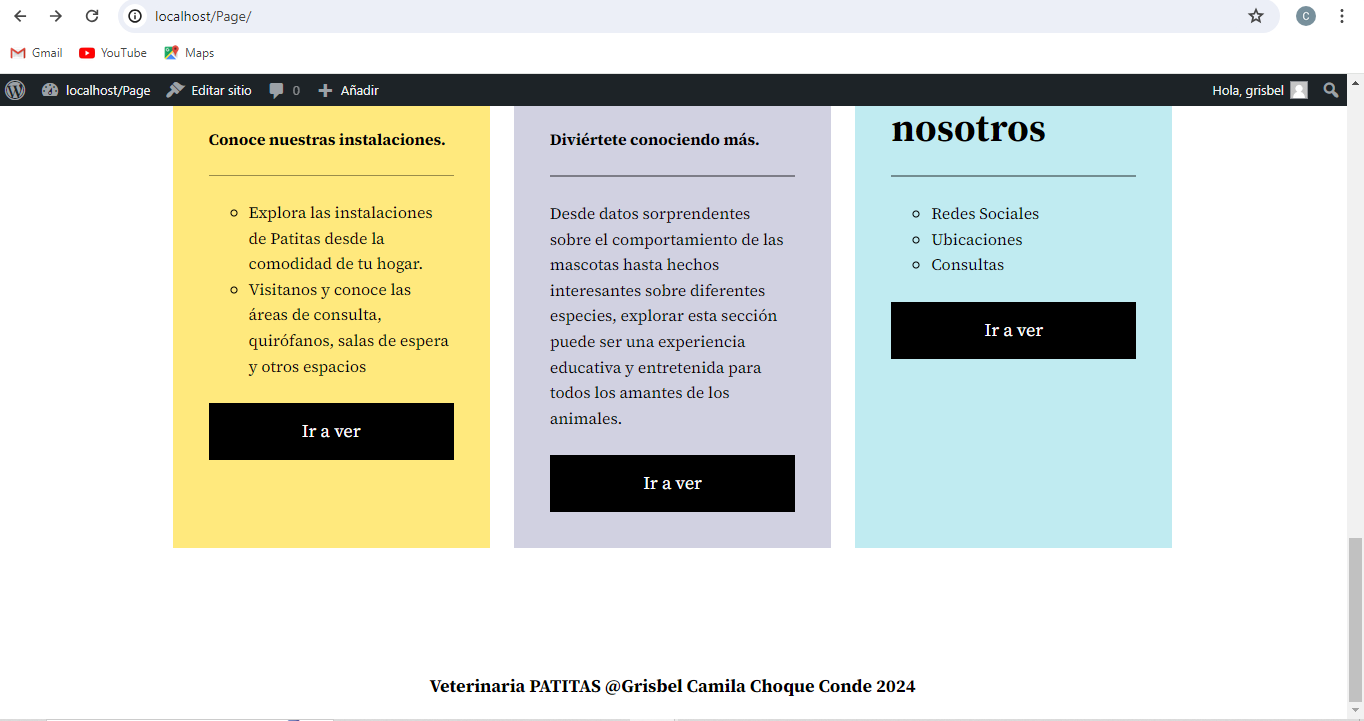 localhost/Page/
C
Gmail YouTube Maps
localhost/Page Editar sitio 0 Añadir Hola, grisbel
Conoce nuestras instalaciones.
Explora las instalaciones
de Patitas desde la
comodidad de tu hogar.
Visitanos y conoce las
áreas de consulta,
quirófanos, salas de espera
y otros espacios
Ir a ver
Diviértete conociendo más.
Desde datos sorprendentes
sobre el comportamiento de las
mascotas hasta hechos
interesantes sobre diferentes
especies, explorar esta sección
puede ser una experiencia
educativa y entretenida para
todos los amantes de los
animales.
Ir a ver
nosotros
Redes Sociales
Ubicaciones
Consultas
Ir a ver
Veterinaria PATITAS @Grisbel Camila Choque Conde 2024